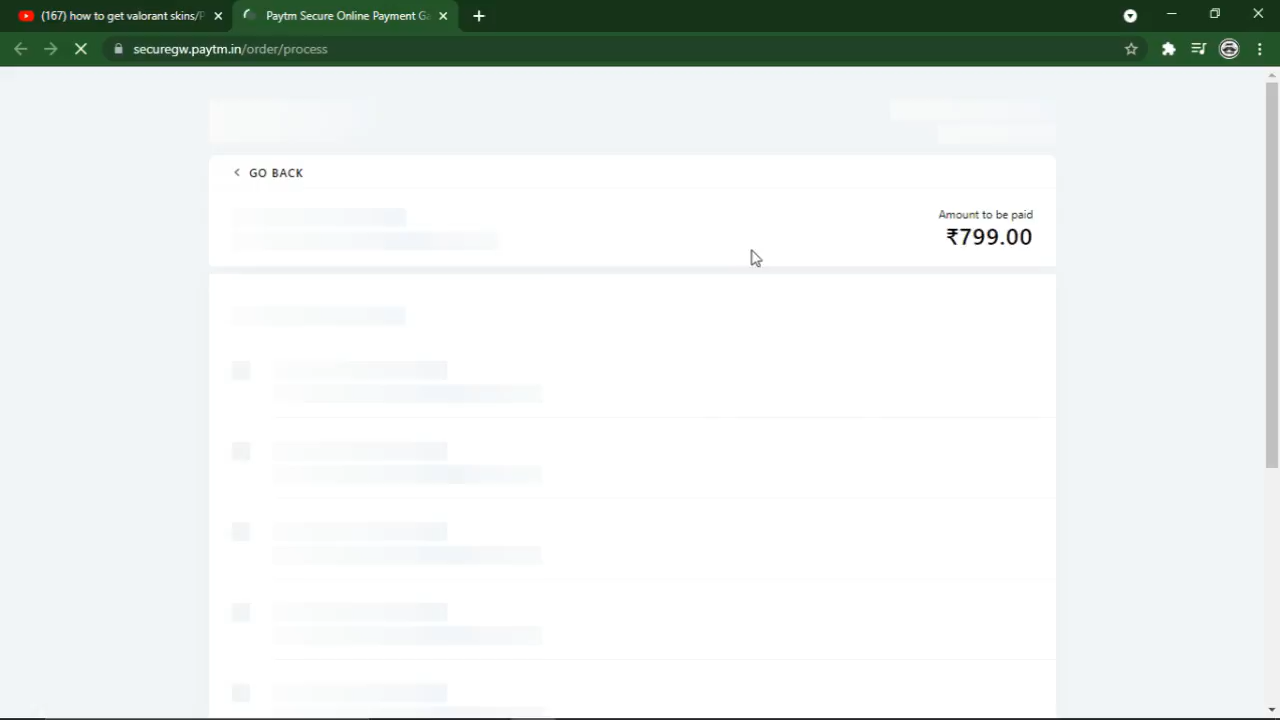 (167) how to get valorant skins/P
Paytm Secure Online Payment Ga
securegw.paytm.in/order/process
GO BACK
Amount to be paid
₹799.00